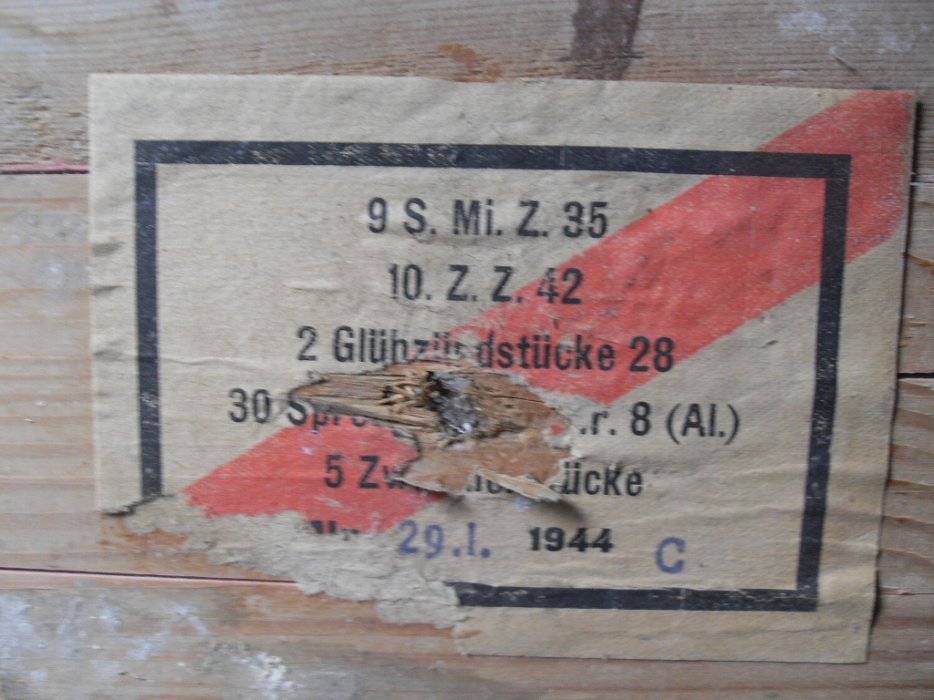 9 S. Mi. Z. 35
10. Z. Z. 42
2 Glühzündstücke 28
30 8 (Al.)
5
29.I. 1944 C